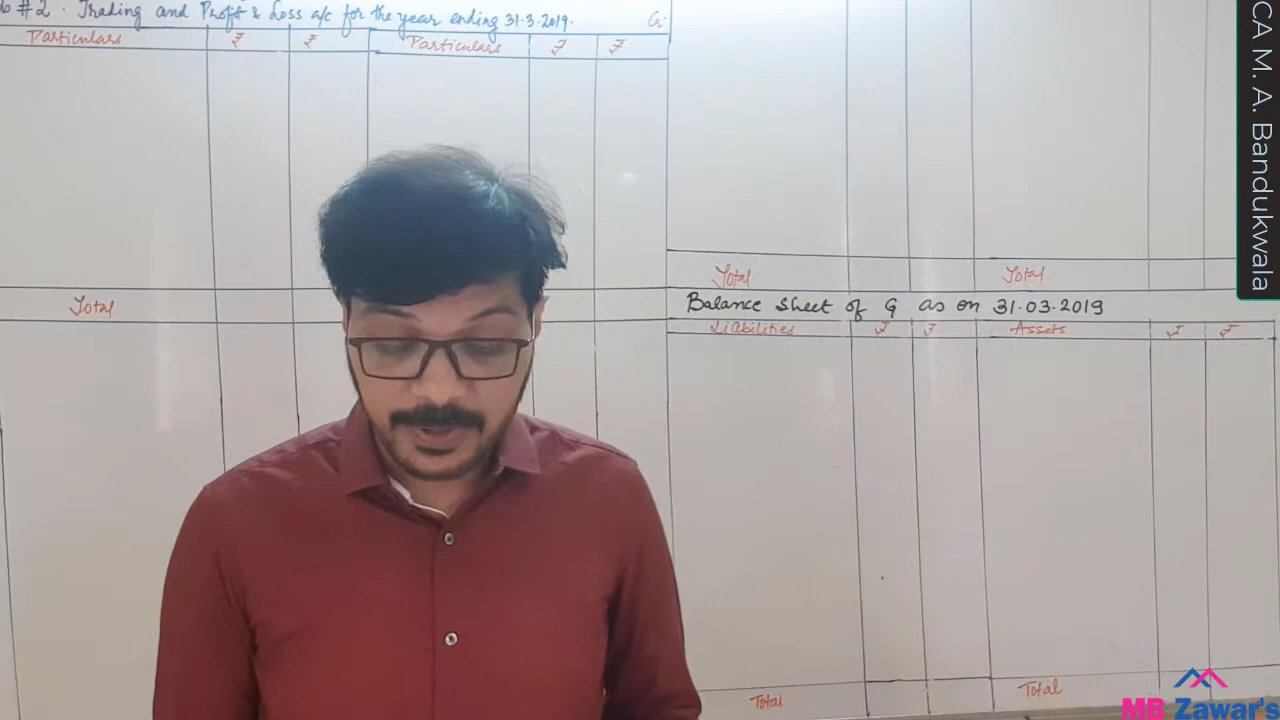 #2. Trading and Profit & Loss a/c for the year ending 31.3.2019. Cr.
Particulars ₹ ₹ Particulars ₹ ₹
Total Total
Total
Balance Sheet of G as on 31.03.2019
Liabilities ₹ ₹ Assets ₹ ₹
Total Total
CA M. A. Bandukwala
MB Zawar's